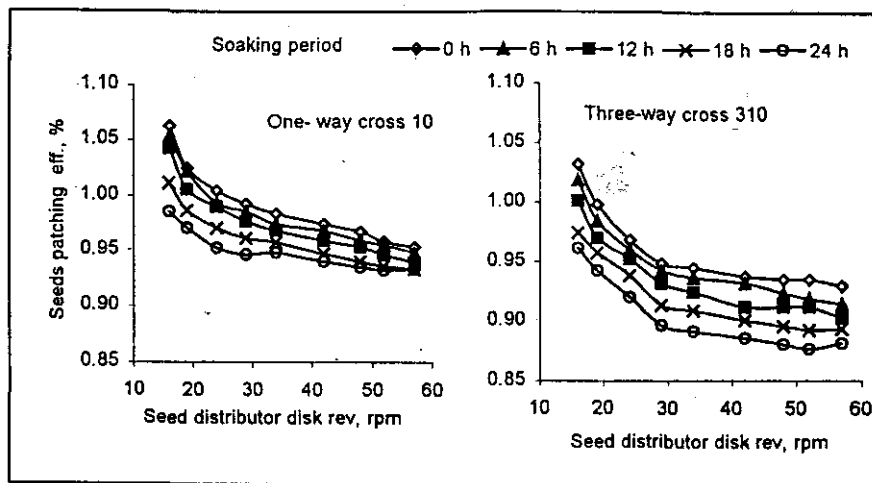 Soaking period 0 h 6 h 12 h 18 h 24 h
One- way cross 10
Seeds patching eff., %
1.10
1.05
1.00
0.95
0.90
0.85
10 20 30 40 50 60
Seed distributor disk rev, rpm
Three-way cross 310
1.10
1.05
1.00
0.95
0.90
0.85
10 20 30 40 50 60
Seed distributor disk rev, rpm